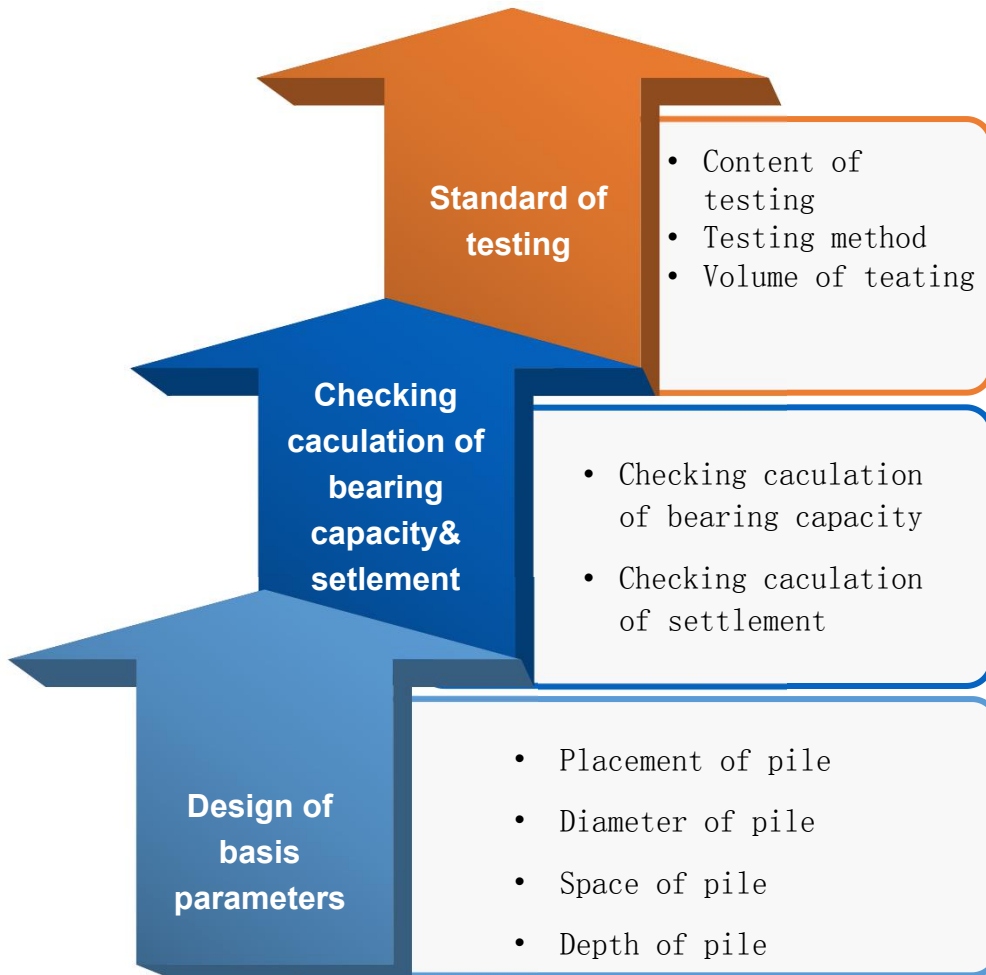 Standard of
testing
• Content of
testing
• Testing method
• Volume of teating
Checking
caculation of
bearing
capacity&
setlement
• Checking caculation
of bearing capacity
• Checking caculation
of settlement
Design of
basis
parameters
• Placement of pile
• Diameter of pile
• Space of pile
• Depth of pile